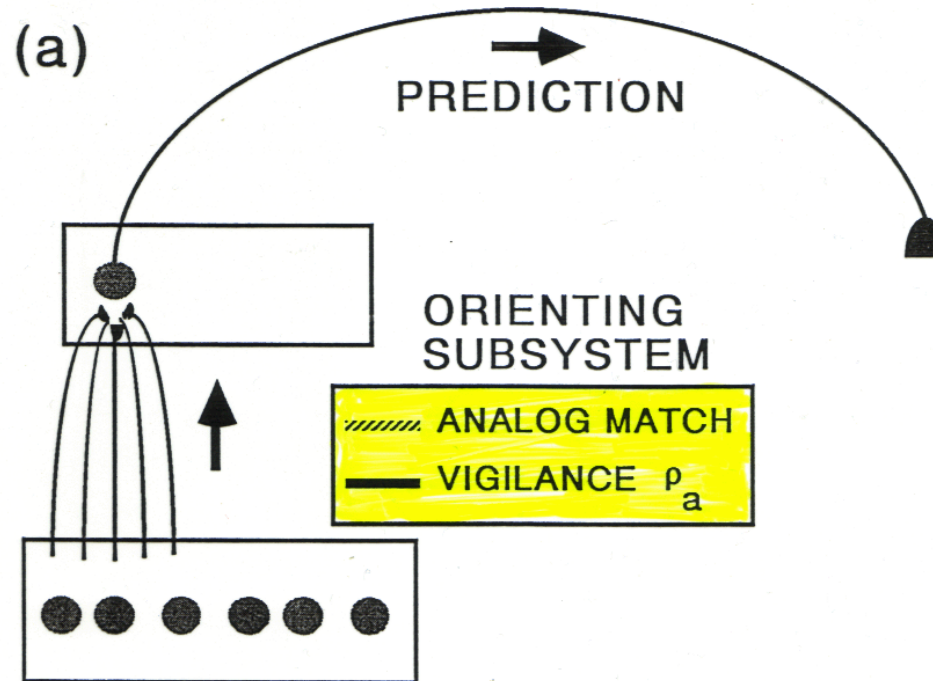 (a)
PREDICTION
ORIENTING
SUBSYSTEM
ANALOG MATCH
VIGILANCE ρa